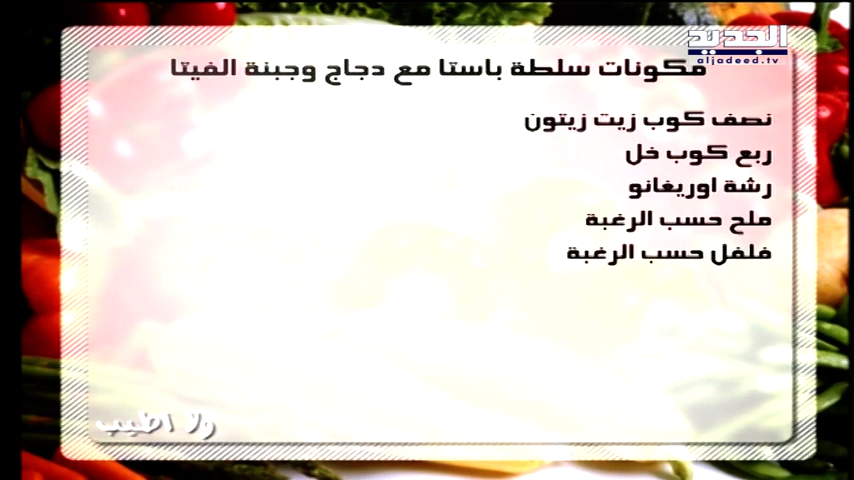 الجديد
aljadeed.tv
مكونات سلطة باستا مع دجاج وجبنة الفيتا
نصف كوب زيت زيتون
ربع كوب خل
رشة اوريغانو
ملح حسب الرغبة
فلفل حسب الرغبة
ولا اطيب